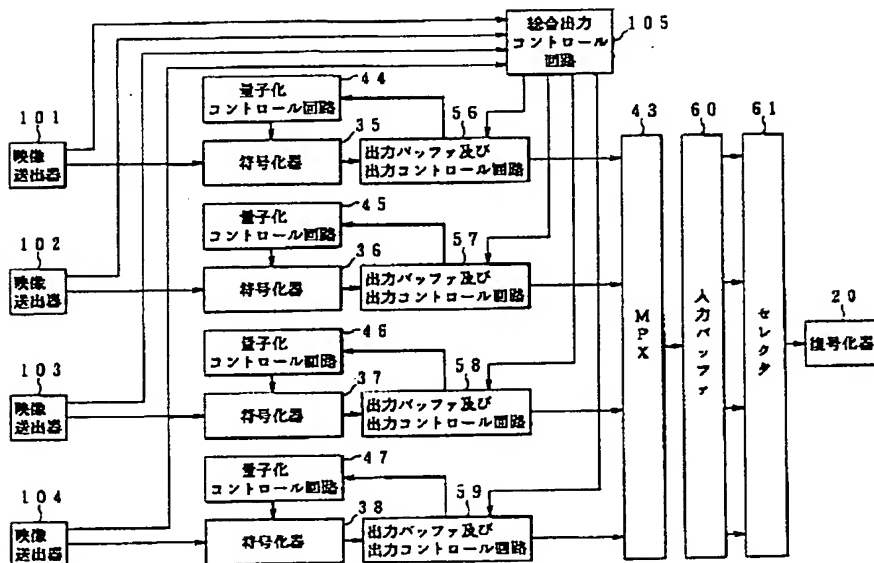 総合出力
コントロール
回路
105
量子化
コントロール回路
44
101
映像
送出器
35
符号化器
56
出力バッファ及び
出力コントロール回路
43
60
61
量子化
コントロール回路
45
102
映像
送出器
36
符号化器
57
出力バッファ及び
出力コントロール回路
MPX
入力バッファ
セレクタ
20
復号化器
量子化
コントロール回路
46
103
映像
送出器
37
符号化器
58
出力バッファ及び
出力コントロール回路
量子化
コントロール回路
47
104
映像
送出器
38
符号化器
59
出力バッファ及び
出力コントロール回路